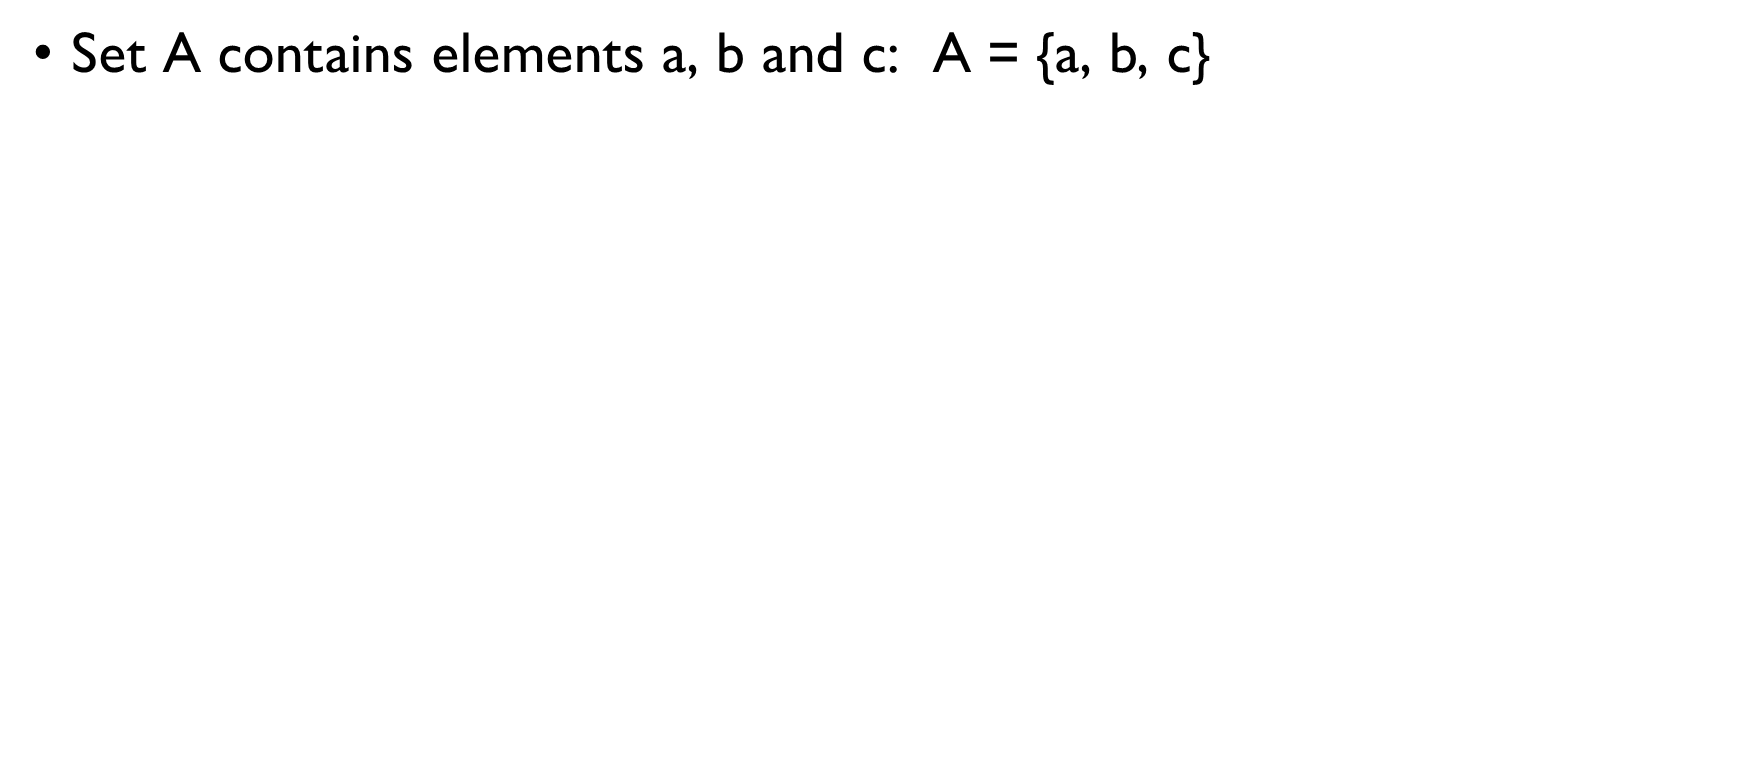 • Set A contains elements a, b and c:  A = {a, b, c}